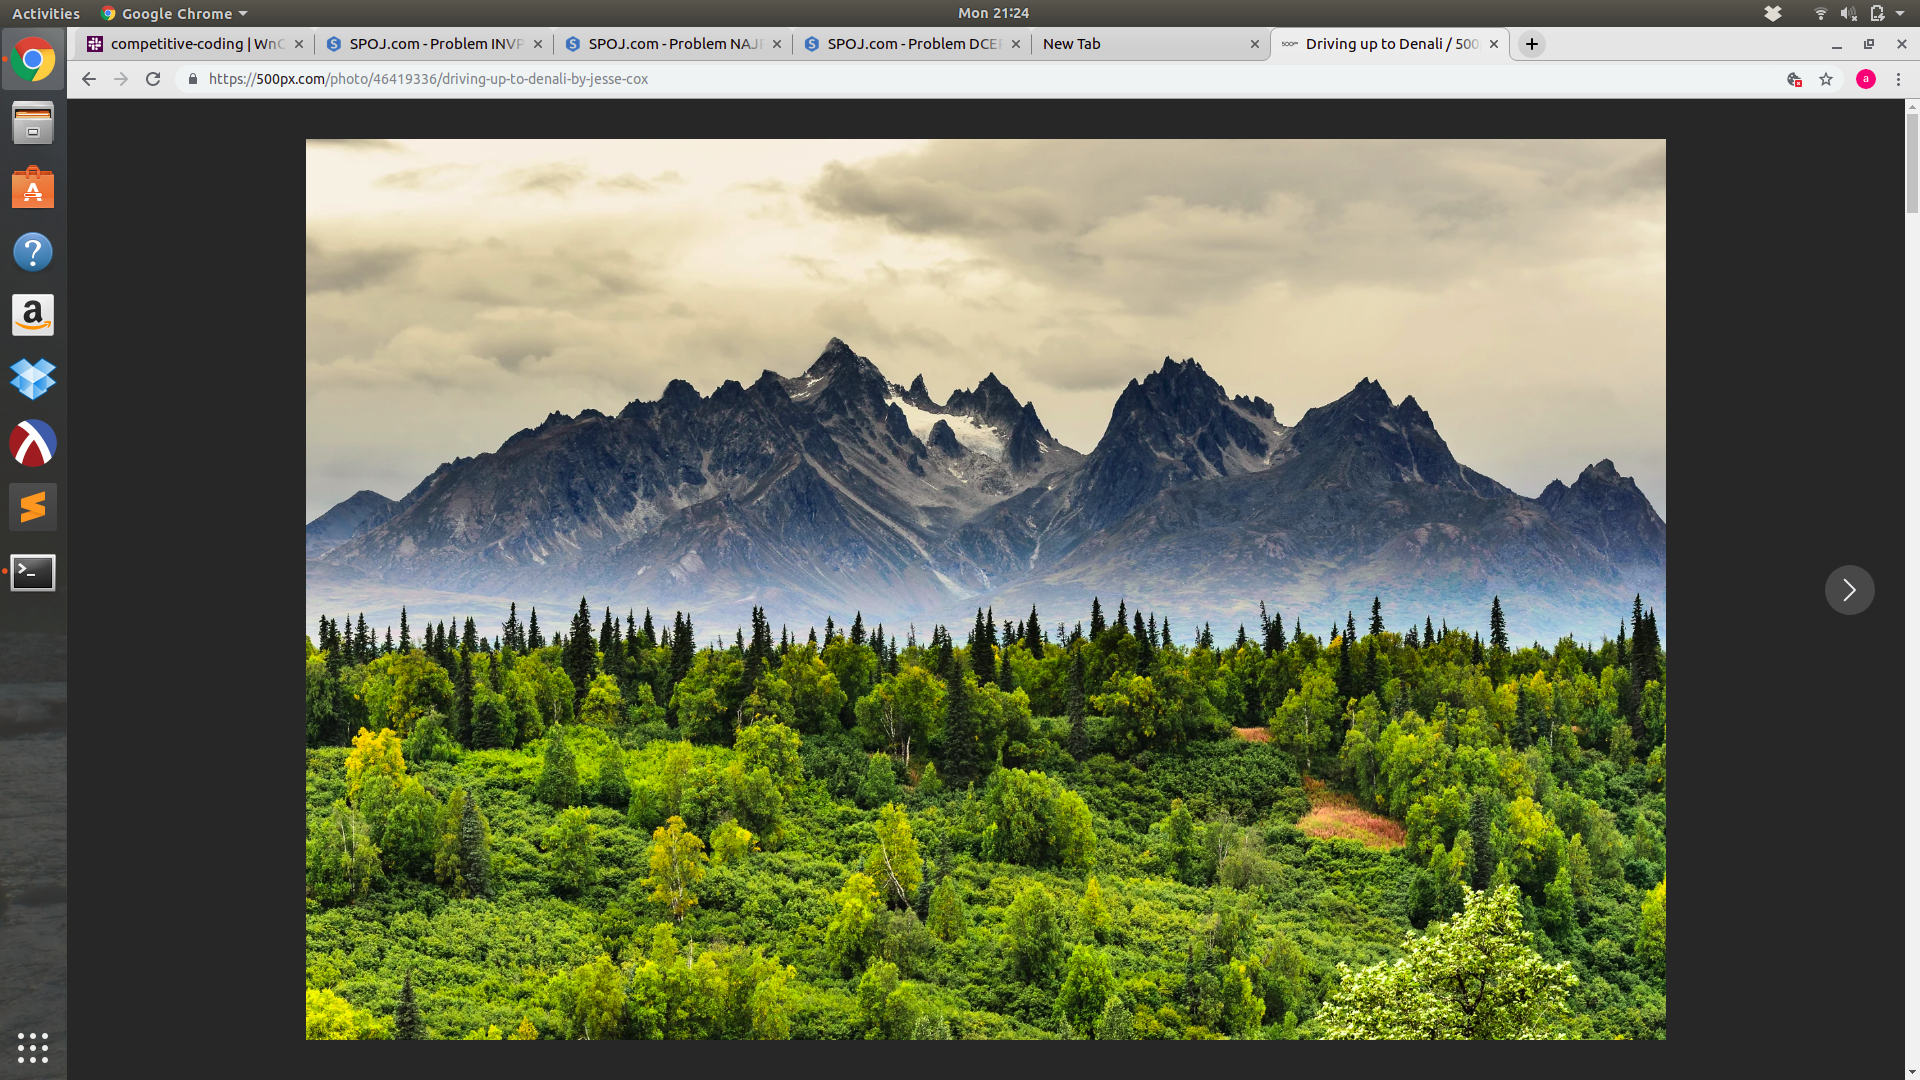 Activities
Google Chrome
Mon 21:24
competitive-coding | WnC
SPOJ.com - Problem INVP
SPOJ.com - Problem NAJP
SPOJ.com - Problem DCEP
New Tab
Driving up to Denali / 500
https://500px.com/photo/46419336/driving-up-to-denali-by-jesse-cox
a